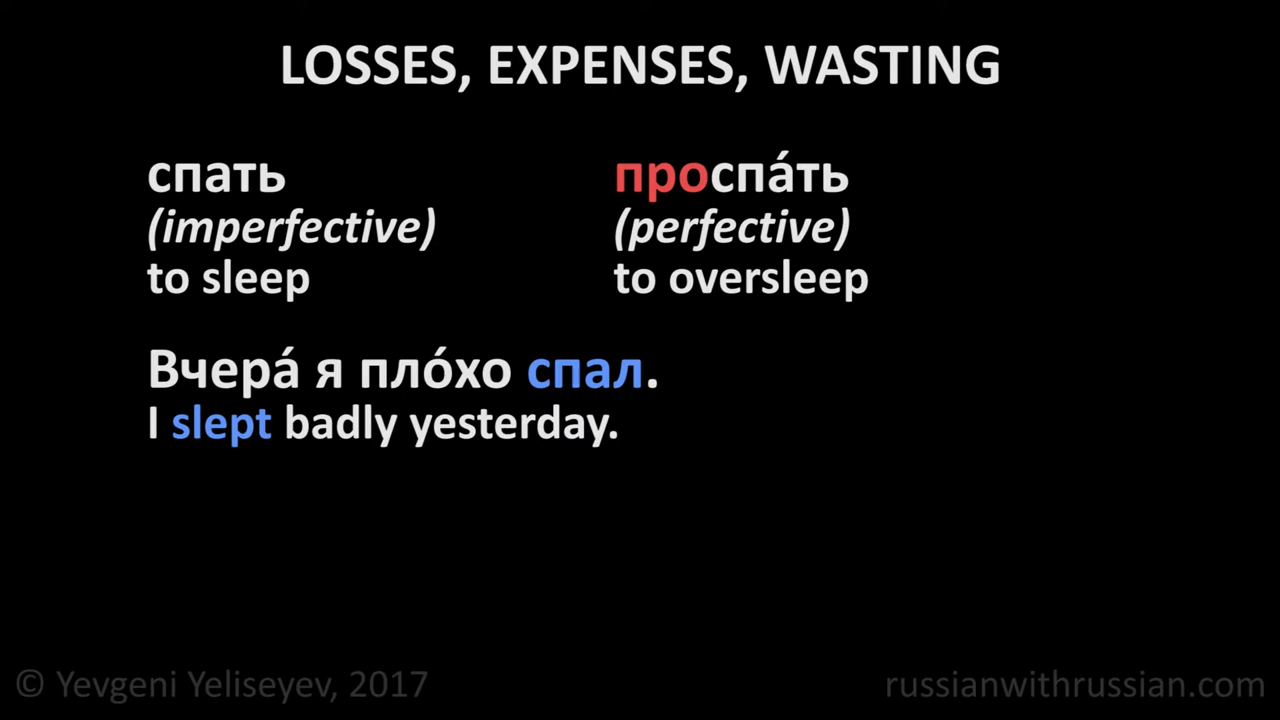 LOSSES, EXPENSES, WASTING
спать проспа́ть
(imperfective) (perfective)
to sleep to oversleep
Вчера́ я пло́хо спал.
I slept badly yesterday.
© Yevgeni Yeliseyev, 2017 russianwithrussian.com